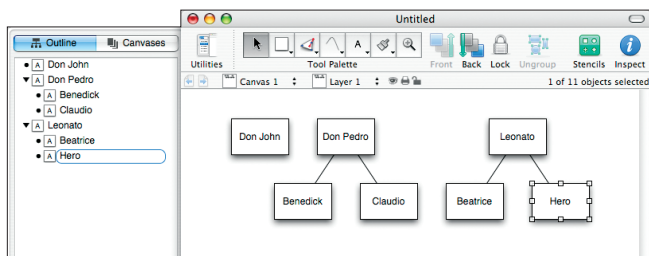 Untitled
Outline Canvases
Utilities Tool Palette Front Back Lock Ungroup Stencils Inspect
Canvas 1 Layer 1 1 of 11 objects selected
A Don John
A Don Pedro
A Benedick
A Claudio
A Leonato
A Beatrice
A Hero
Don John Don Pedro Leonato
Benedick Claudio Beatrice Hero